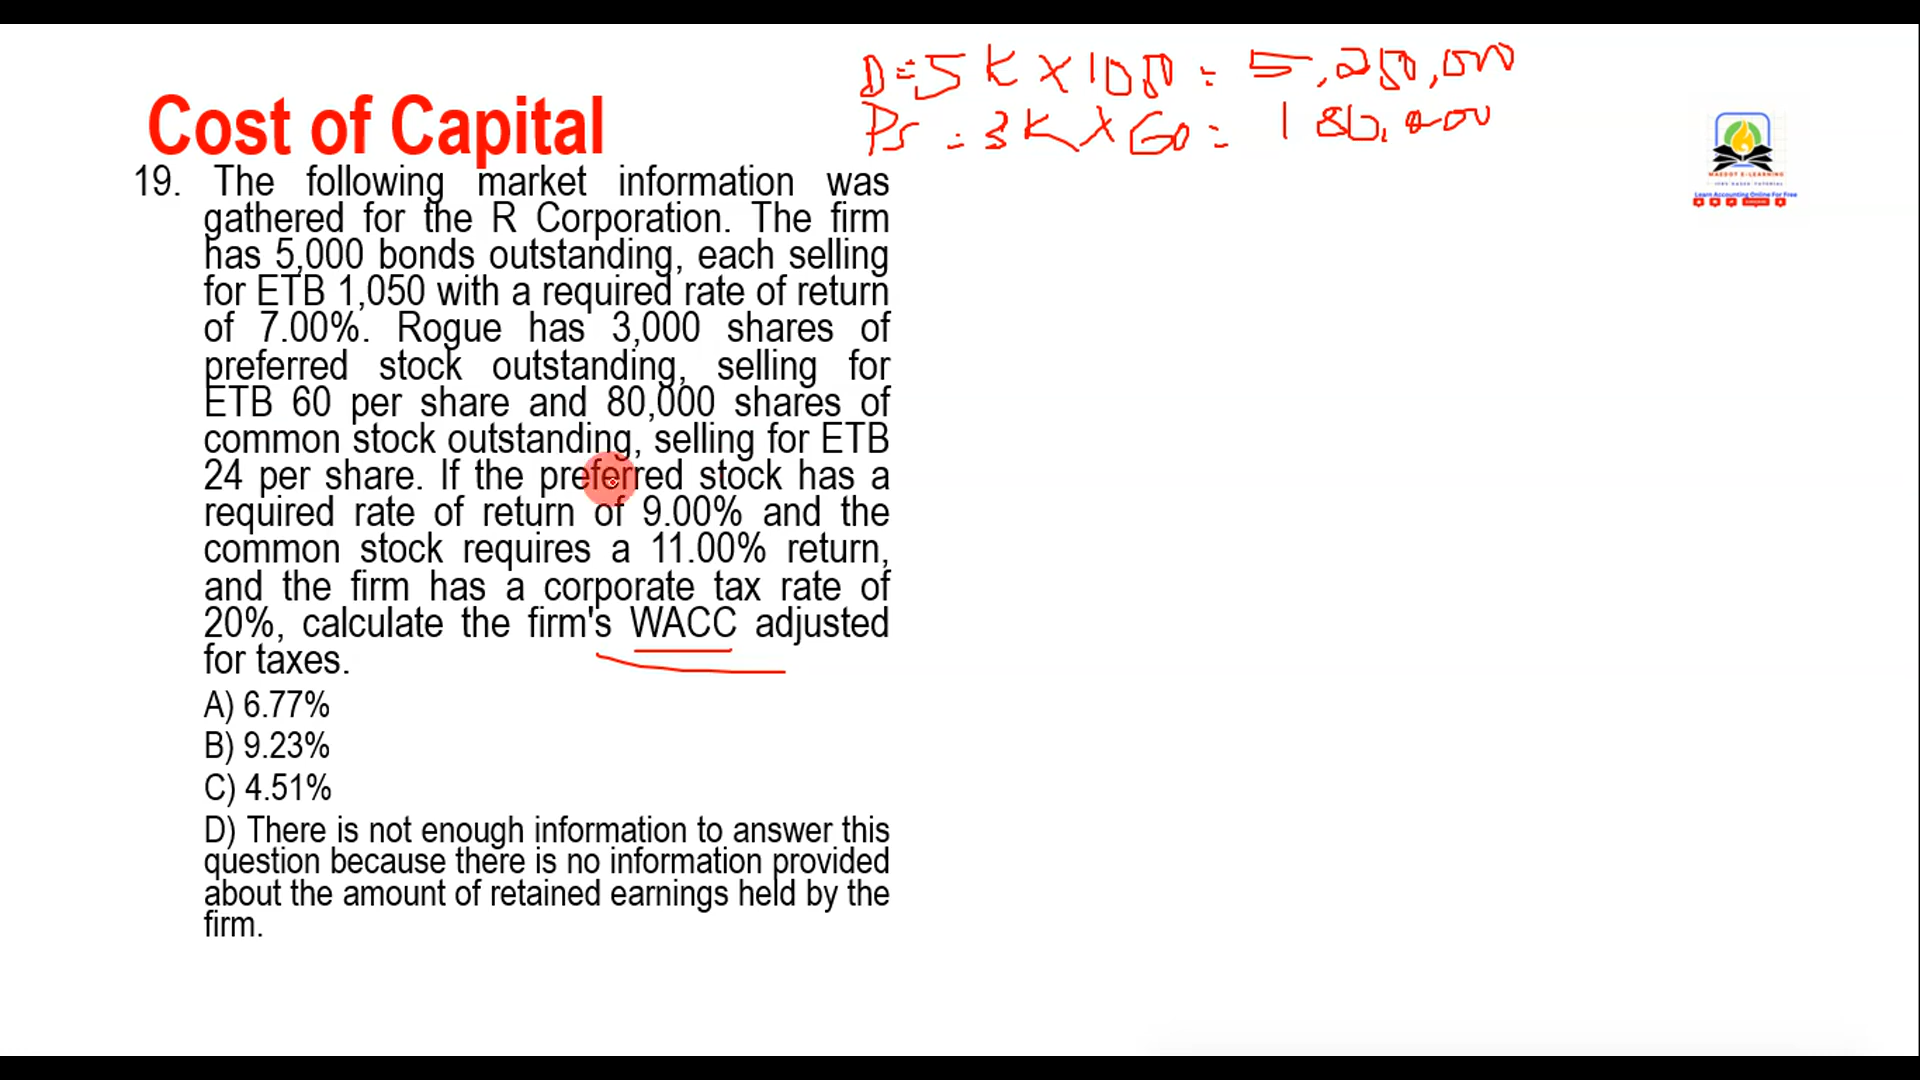 D = 5K X 1050 = 5,250,000
Cost of Capital
Ps = 3K X 60 = 180,000
19. The following market information was
gathered for the R Corporation. The firm
has 5,000 bonds outstanding, each selling
for ETB 1,050 with a required rate of return
of 7.00%. Rogue has 3,000 shares of
preferred stock outstanding, selling for
ETB 60 per share and 80,000 shares of
common stock outstanding, selling for ETB
24 per share. If the preferred stock has a
required rate of return of 9.00% and the
common stock requires a 11.00% return,
and the firm has a corporate tax rate of
20%, calculate the firm's WACC adjusted
for taxes.
A) 6.77%
B) 9.23%
C) 4.51%
D) There is not enough information to answer this
question because there is no information provided
about the amount of retained earnings held by the
firm.
Learn Accounting Online For Free